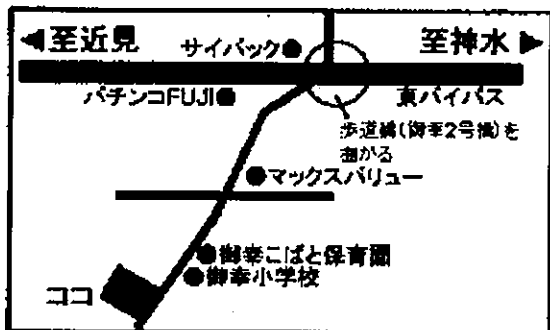 ◀至近見
至神水▶
サイバック●
パチンコFUJI●
東バイパス
歩道橋(御幸2号橋)を
曲がる
●マックスバリュー
●御幸こばと保育園
●御幸小学校
ココ